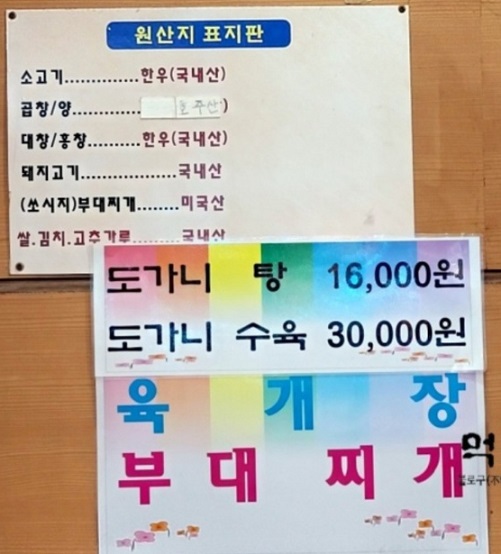 원산지 표지판
소고기..............한우(국내산)
곱창/양.............호주산)
대창/홍창..........한우(국내산)
돼지고기..................국내산
(쏘시지)부대찌개........미국산
쌀.김치.고추가루..........국내산
도가니 탕 16,000원
도가니 수육 30,000원
육 개 장
부 대 찌 개
먹